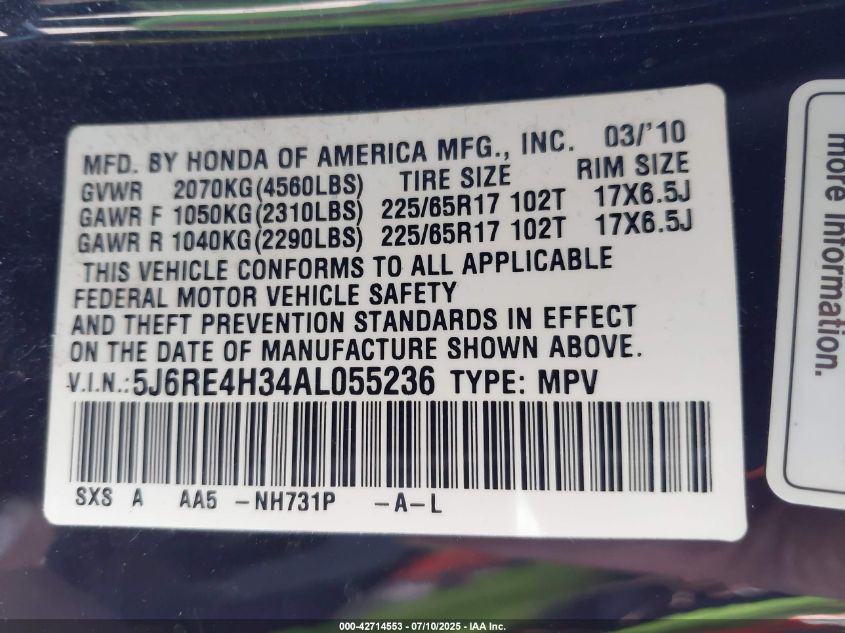 MFD. BY HONDA OF AMERICA MFG., INC. 03/'10
GVWR 2070KG(4560LBS) TIRE SIZE RIM SIZE
GAWR F 1050KG(2310LBS) 225/65R17 102T 17X6.5J
GAWR R 1040KG(2290LBS) 225/65R17 102T 17X6.5J
THIS VEHICLE CONFORMS TO ALL APPLICABLE
FEDERAL MOTOR VEHICLE SAFETY
AND THEFT PREVENTION STANDARDS IN EFFECT
ON THE DATE OF MANUFACTURE SHOWN ABOVE.
V.I.N.:5J6RE4H34AL055236 TYPE: MPV
SXS A AA5 -NH731P -A-L
more information.
000-42714553 - 07/10/2025 - IAA Inc.